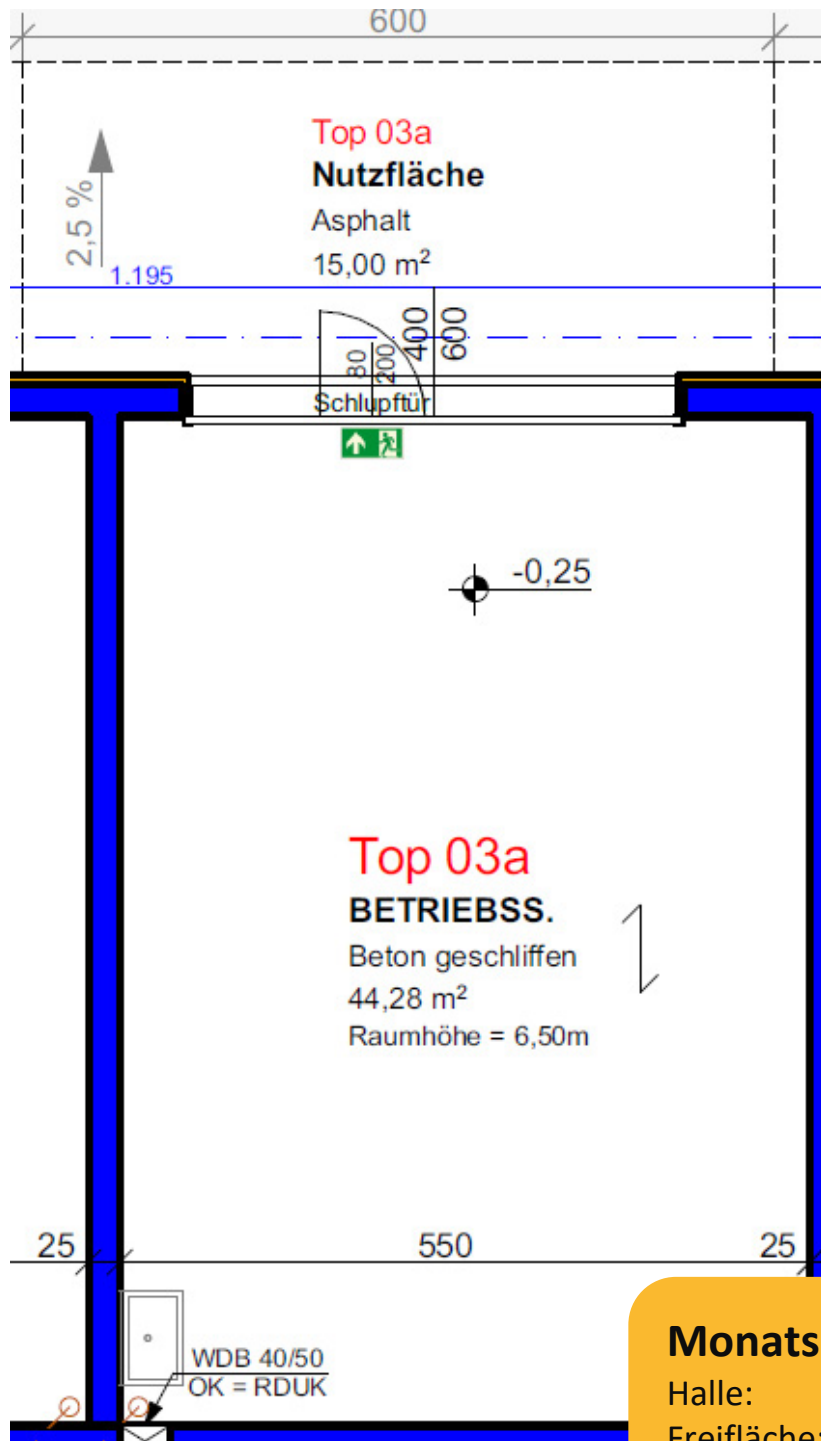 600
Top 03a
Nutzfläche
Asphalt
15,00 m²
2,5 %
1.195
400
600
80
200
Schlupftür
-0,25
Top 03a
BETRIEBSS.
Beton geschliffen
44,28 m²
Raumhöhe = 6,50m
25
550
25
WDB 40/50
OK = RDUK
Monats
Halle:
Freifläche: